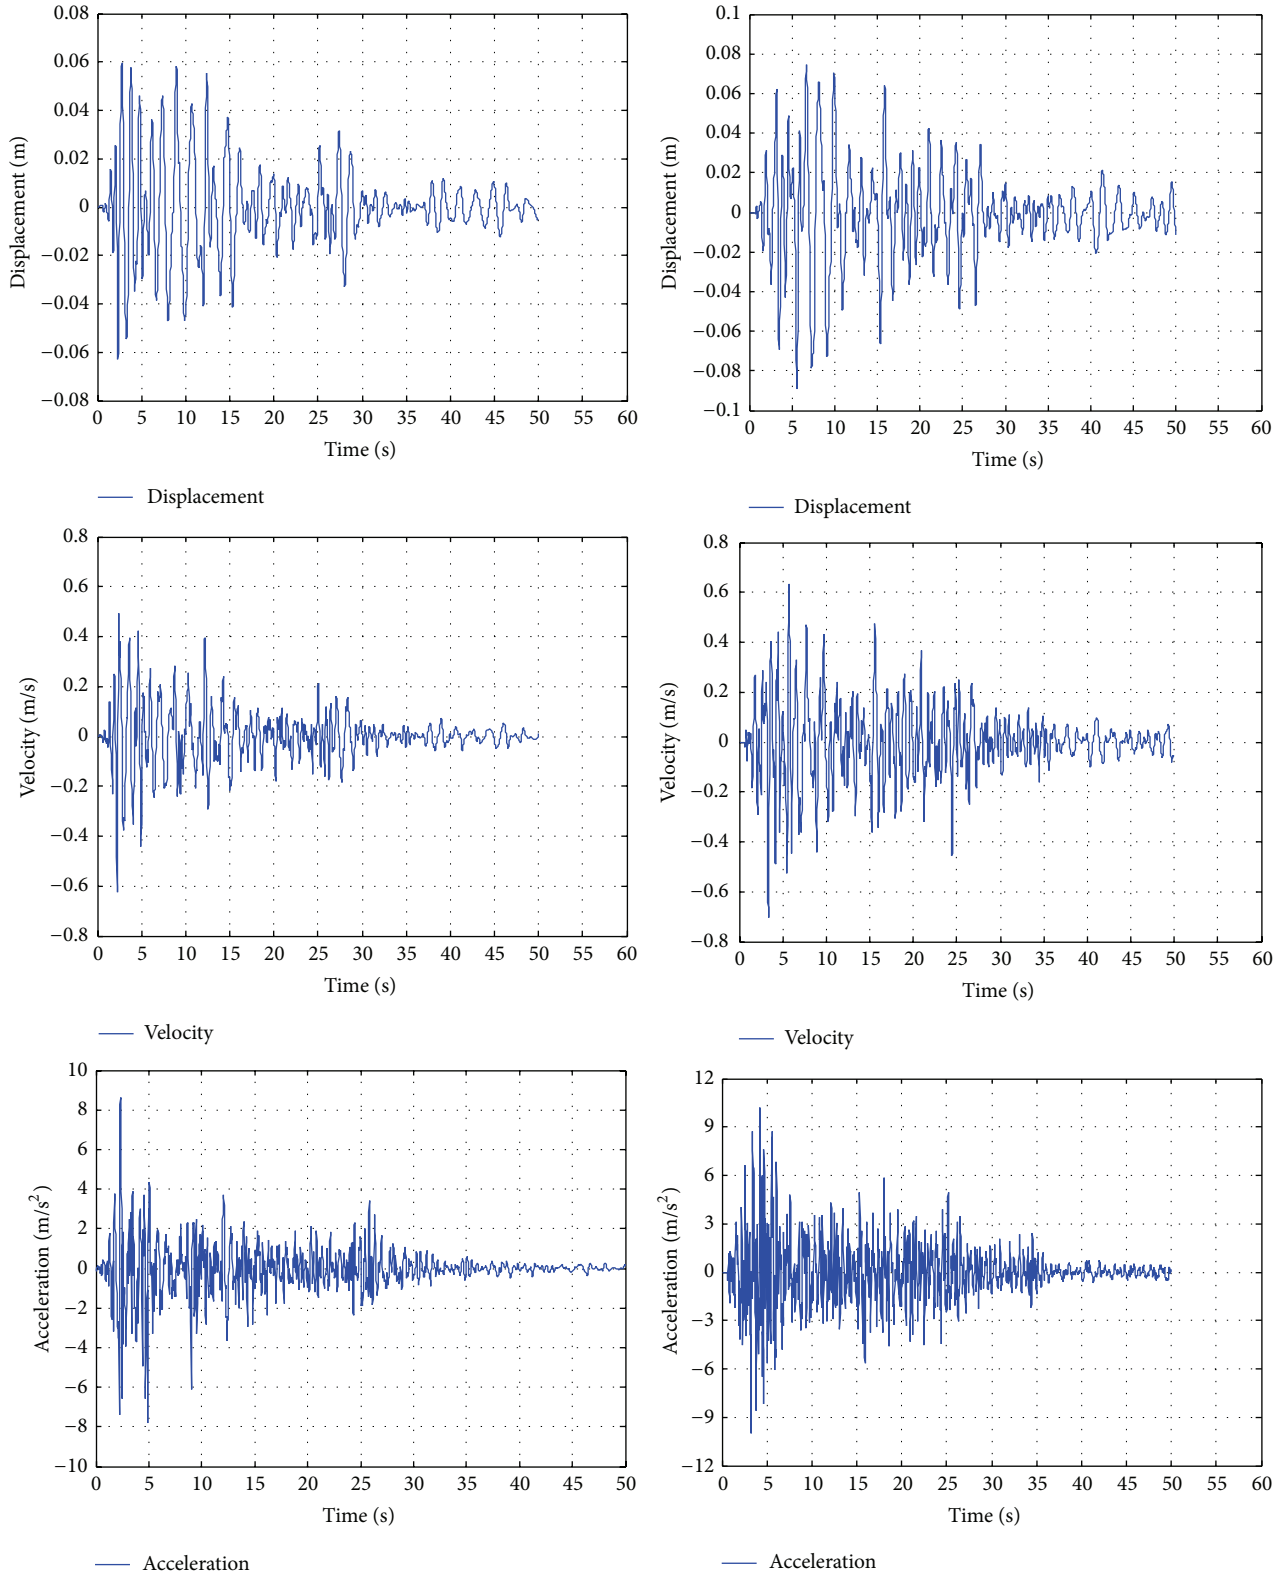 0.08
0.06
0.04
0.02
0
−0.02
−0.04
−0.06
−0.08
Displacement (m)
0 5 10 15 20 25 30 35 40 45 50 60
Time (s)
Displacement
0.1
0.08
0.06
0.04
0.02
0
−0.02
−0.04
−0.06
−0.08
−0.1
Displacement (m)
0 5 10 15 20 25 30 35 40 45 50 55 60
Time (s)
Displacement
0.8
0.6
0.4
0.2
0
−0.2
−0.4
−0.6
−0.8
Velocity (m/s)
0 5 10 15 20 25 30 35 40 45 50 60
Time (s)
Velocity
0.8
0.6
0.4
0.2
0
−0.2
−0.4
−0.6
−0.8
Velocity (m/s)
0 5 10 15 20 25 30 35 40 45 50 55 60
Time (s)
Velocity
10
8
6
4
2
0
−2
−4
−6
−8
−10
Acceleration (m/s²)
0 5 10 15 20 25 30 35 40 45 50
Time (s)
Acceleration
12
9
6
3
0
−3
−6
−9
−12
Acceleration (m/s²)
0 5 10 15 20 25 30 35 40 45 50 55 60
Time (s)
Acceleration